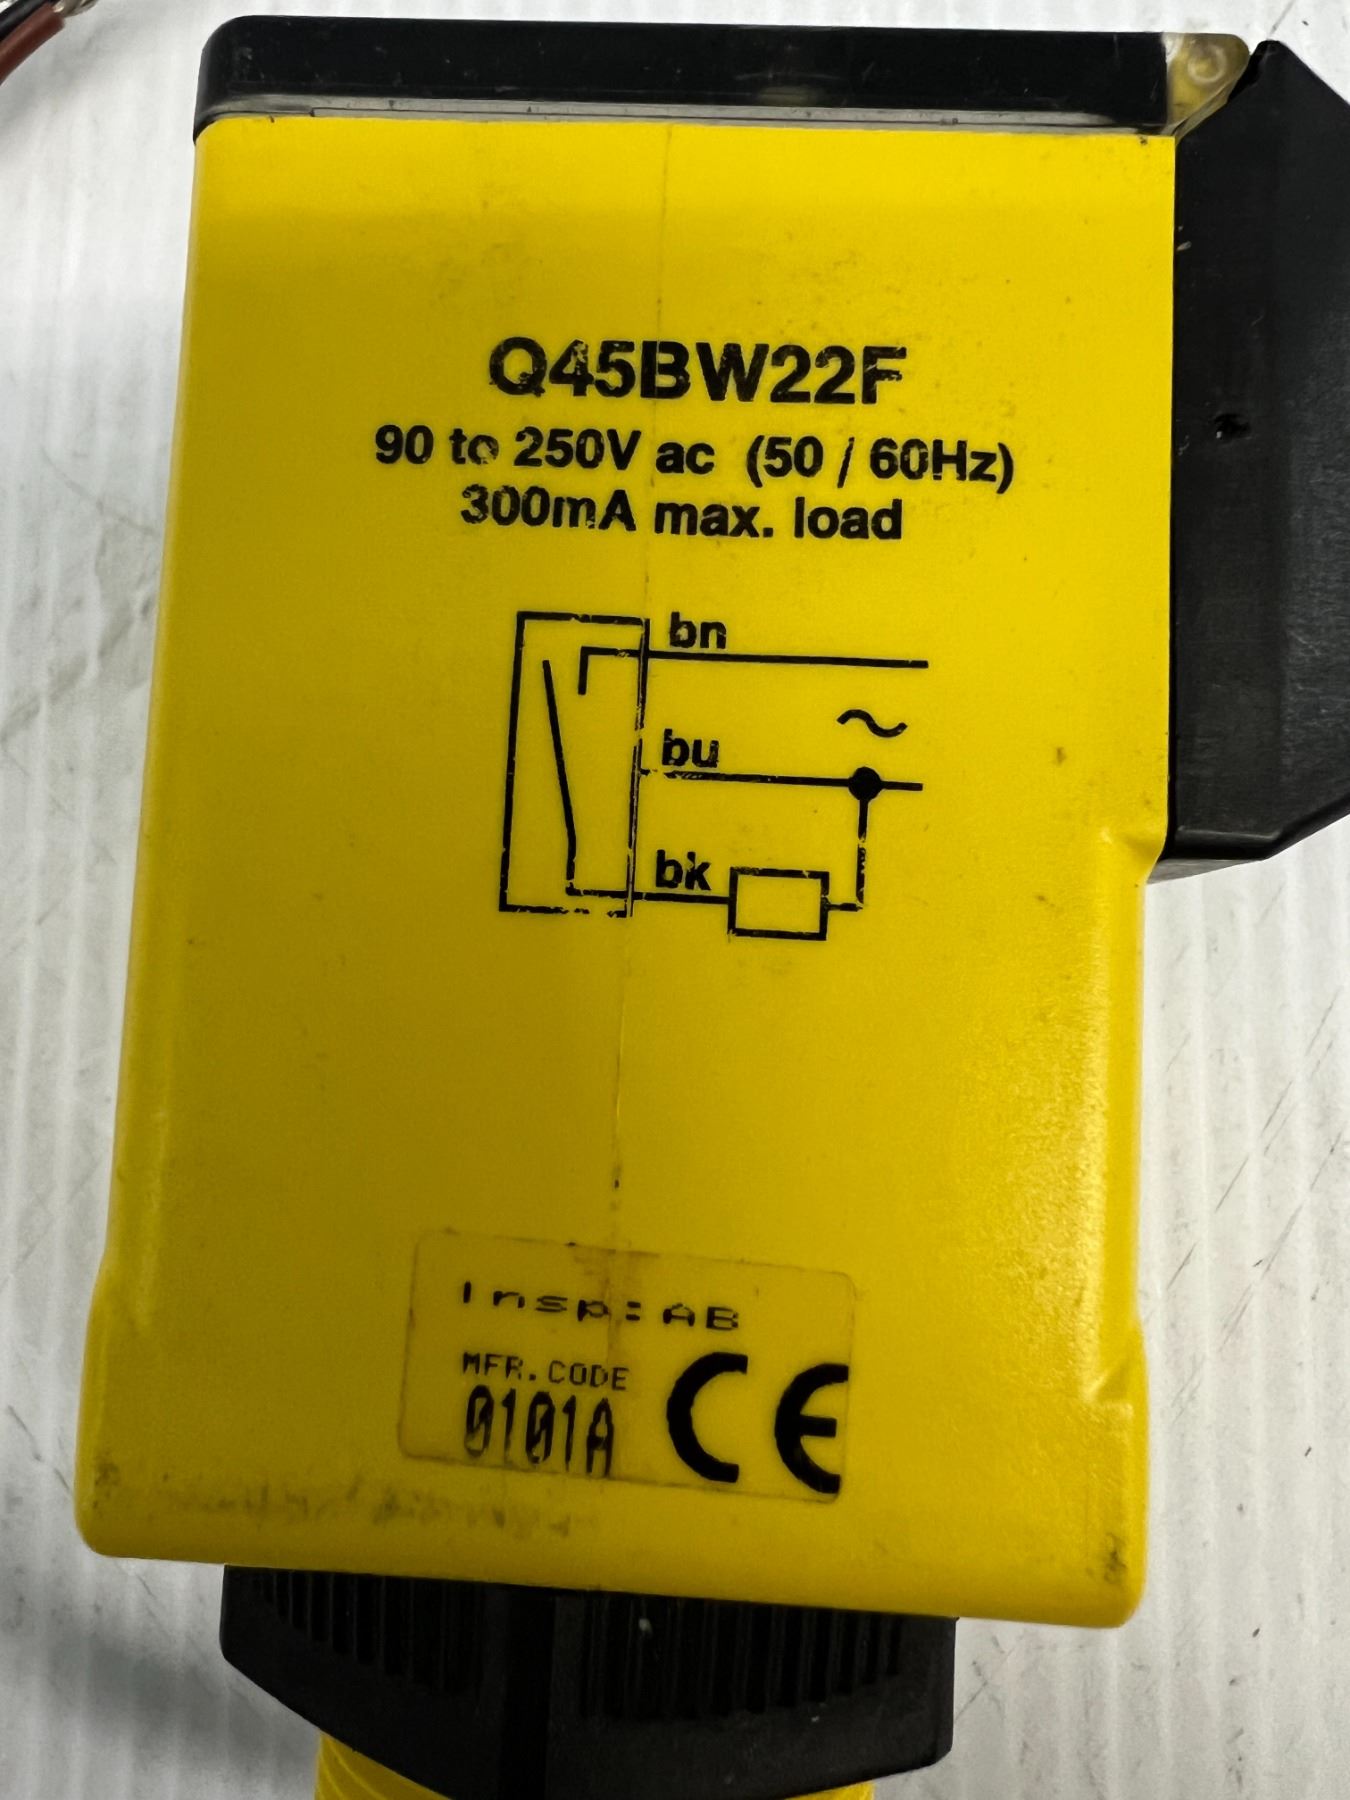 Q45BW22F
90 to 250V ac (50 / 60Hz)
300mA max. load
bn
~
bu
bk
Insp:AB
MFR.CODE
0101A
CE